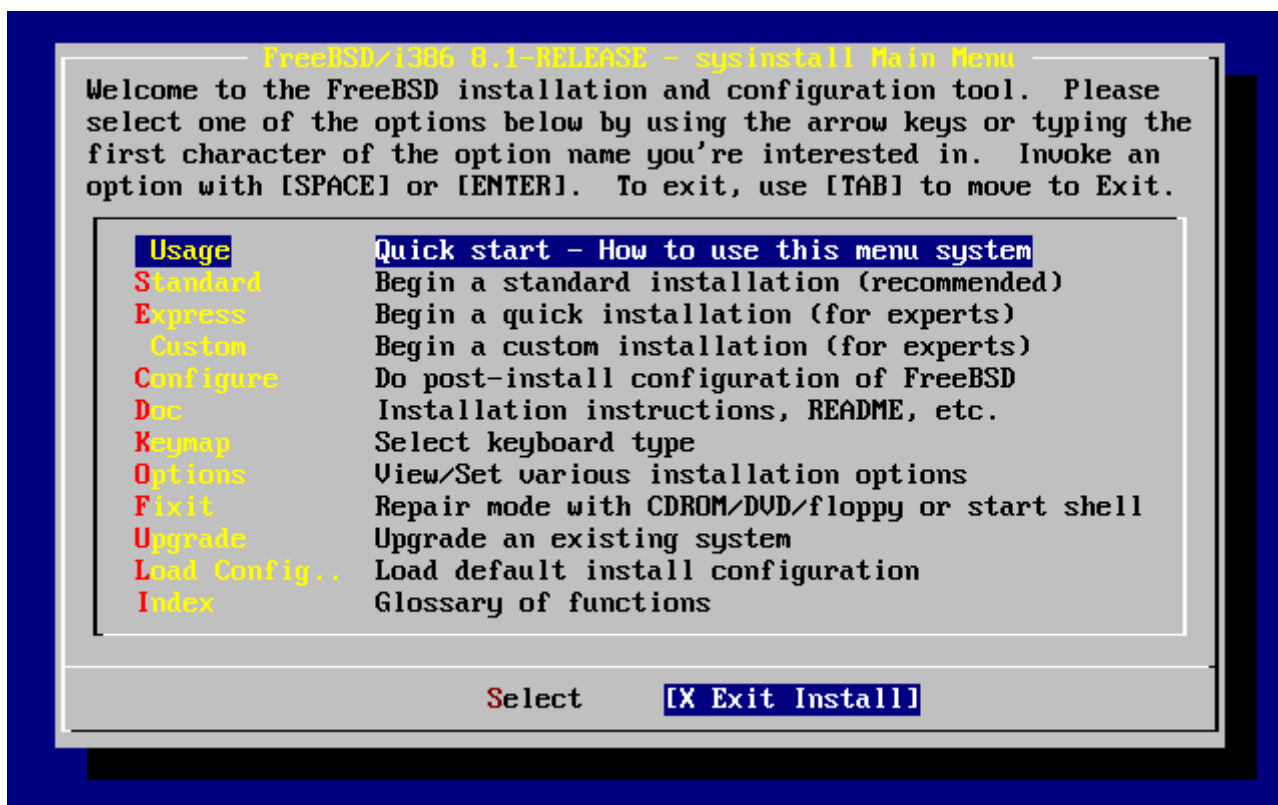 FreeBSD/i386 8.1-RELEASE - sysinstall Main Menu
Welcome to the FreeBSD installation and configuration tool.  Please
select one of the options below by using the arrow keys or typing the
first character of the option name you're interested in.  Invoke an
option with [SPACE] or [ENTER].  To exit, use [TAB] to move to Exit.
Usage Quick start - How to use this menu system
Standard Begin a standard installation (recommended)
Express Begin a quick installation (for experts)
Custom Begin a custom installation (for experts)
Configure Do post-install configuration of FreeBSD
Doc Installation instructions, README, etc.
Keymap Select keyboard type
Options View/Set various installation options
Fixit Repair mode with CDROM/DVD/floppy or start shell
Upgrade Upgrade an existing system
Load Config.. Load default install configuration
Index Glossary of functions
Select [X Exit Install]